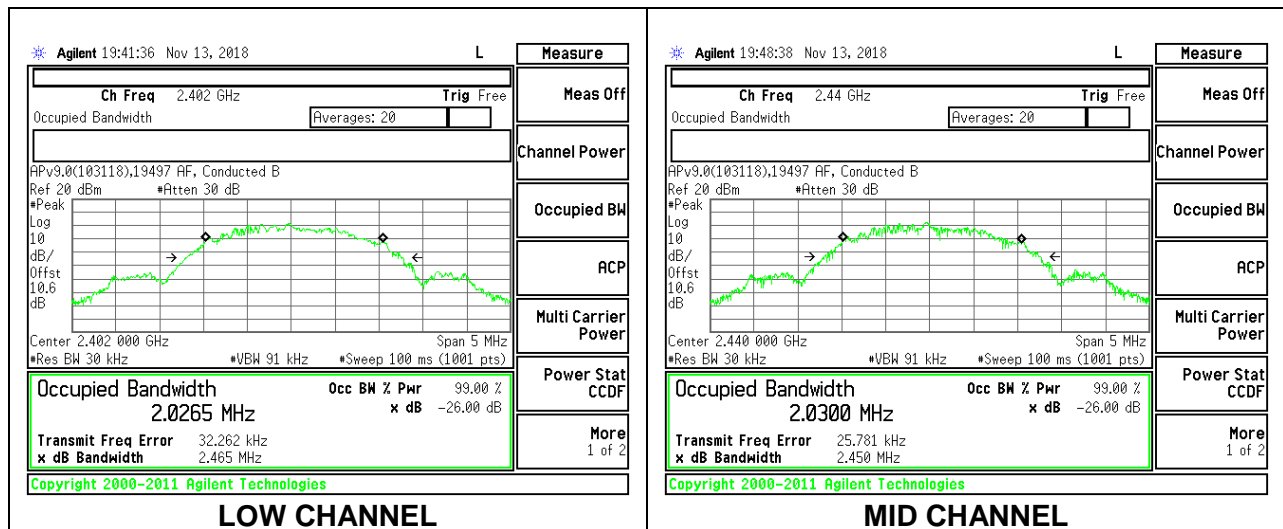 Agilent 19:41:36 Nov 13, 2018 L
Measure
Ch Freq 2.402 GHz Trig Free
Occupied Bandwidth Averages: 20
APv9.0(103118),19497 AF, Conducted B
Ref 20 dBm #Atten 30 dB
#Peak
Log
10
dB/
Offst
10.6
dB
Center 2.402 000 GHz Span 5 MHz
#Res BW 30 kHz #VBW 91 kHz #Sweep 100 ms (1001 pts)
Occupied Bandwidth Occ BW % Pwr 99.00 %
2.0265 MHz x dB -26.00 dB
Transmit Freq Error 32.262 kHz
x dB Bandwidth 2.465 MHz
Copyright 2000-2011 Agilent Technologies
Meas Off
Channel Power
Occupied BW
ACP
Multi Carrier
Power
Power Stat
CCDF
More
1 of 2
LOW CHANNEL
Agilent 19:48:38 Nov 13, 2018 L
Measure
Ch Freq 2.44 GHz Trig Free
Occupied Bandwidth Averages: 20
APv9.0(103118),19497 AF, Conducted B
Ref 20 dBm #Atten 30 dB
#Peak
Log
10
dB/
Offst
10.6
dB
Center 2.440 000 GHz Span 5 MHz
#Res BW 30 kHz #VBW 91 kHz #Sweep 100 ms (1001 pts)
Occupied Bandwidth Occ BW % Pwr 99.00 %
2.0300 MHz x dB -26.00 dB
Transmit Freq Error 25.781 kHz
x dB Bandwidth 2.450 MHz
Copyright 2000-2011 Agilent Technologies
Meas Off
Channel Power
Occupied BW
ACP
Multi Carrier
Power
Power Stat
CCDF
More
1 of 2
MID CHANNEL